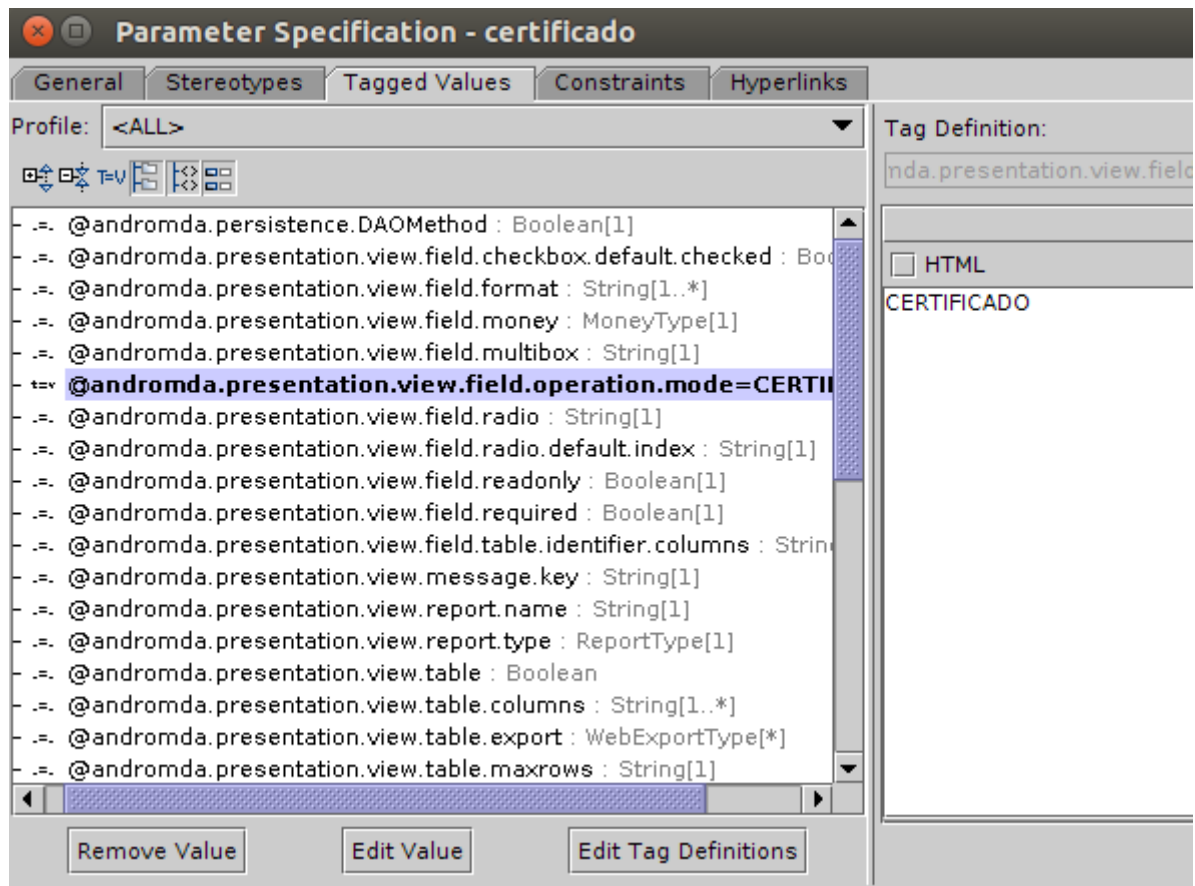 Parameter Specification - certificado
General Stereotypes Tagged Values Constraints Hyperlinks
Profile: <ALL>
Tag Definition:
nda.presentation.view.field
@andromda.persistence.DAOMethod : Boolean[1]
@andromda.presentation.view.field.checkbox.default.checked : Boo
@andromda.presentation.view.field.format : String[1..*]
@andromda.presentation.view.field.money : MoneyType[1]
@andromda.presentation.view.field.multibox : String[1]
@andromda.presentation.view.field.operation.mode=CERTI
@andromda.presentation.view.field.radio : String[1]
@andromda.presentation.view.field.radio.default.index : String[1]
@andromda.presentation.view.field.readonly : Boolean[1]
@andromda.presentation.view.field.required : Boolean[1]
@andromda.presentation.view.field.table.identifier.columns : Strin
@andromda.presentation.view.message.key : String[1]
@andromda.presentation.view.report.name : String[1]
@andromda.presentation.view.report.type : ReportType[1]
@andromda.presentation.view.table : Boolean
@andromda.presentation.view.table.columns : String[1..*]
@andromda.presentation.view.table.export : WebExportType[*]
@andromda.presentation.view.table.maxrows : String[1]
HTML
CERTIFICADO
Remove Value Edit Value Edit Tag Definitions